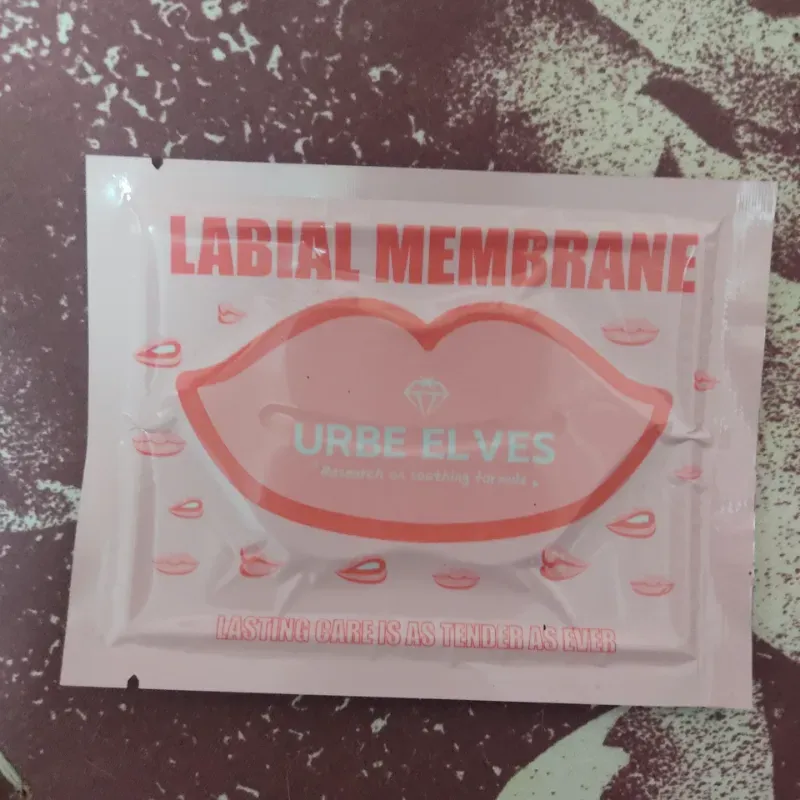 LABIAL MEMBRANE
URBE ELVES
Research on soothing formula
LASTING CARE IS AS TENDER AS EVER